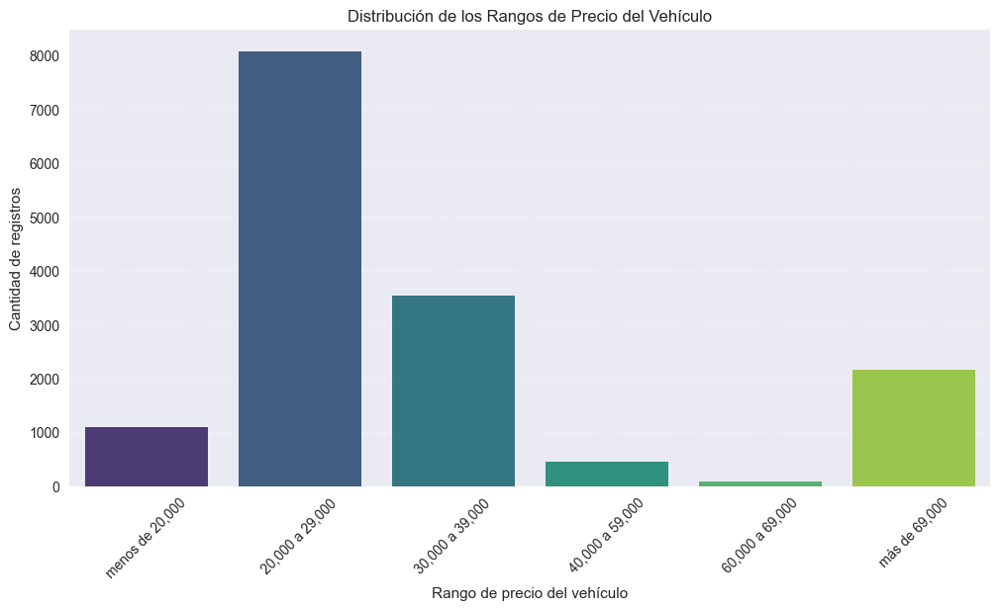 Distribución de los Rangos de Precio del Vehículo
Cantidad de registros
8000
7000
6000
5000
4000
3000
2000
1000
0
menos de 20,000
20,000 a 29,000
30,000 a 39,000
40,000 a 59,000
60,000 a 69,000
más de 69,000
Rango de precio del vehículo